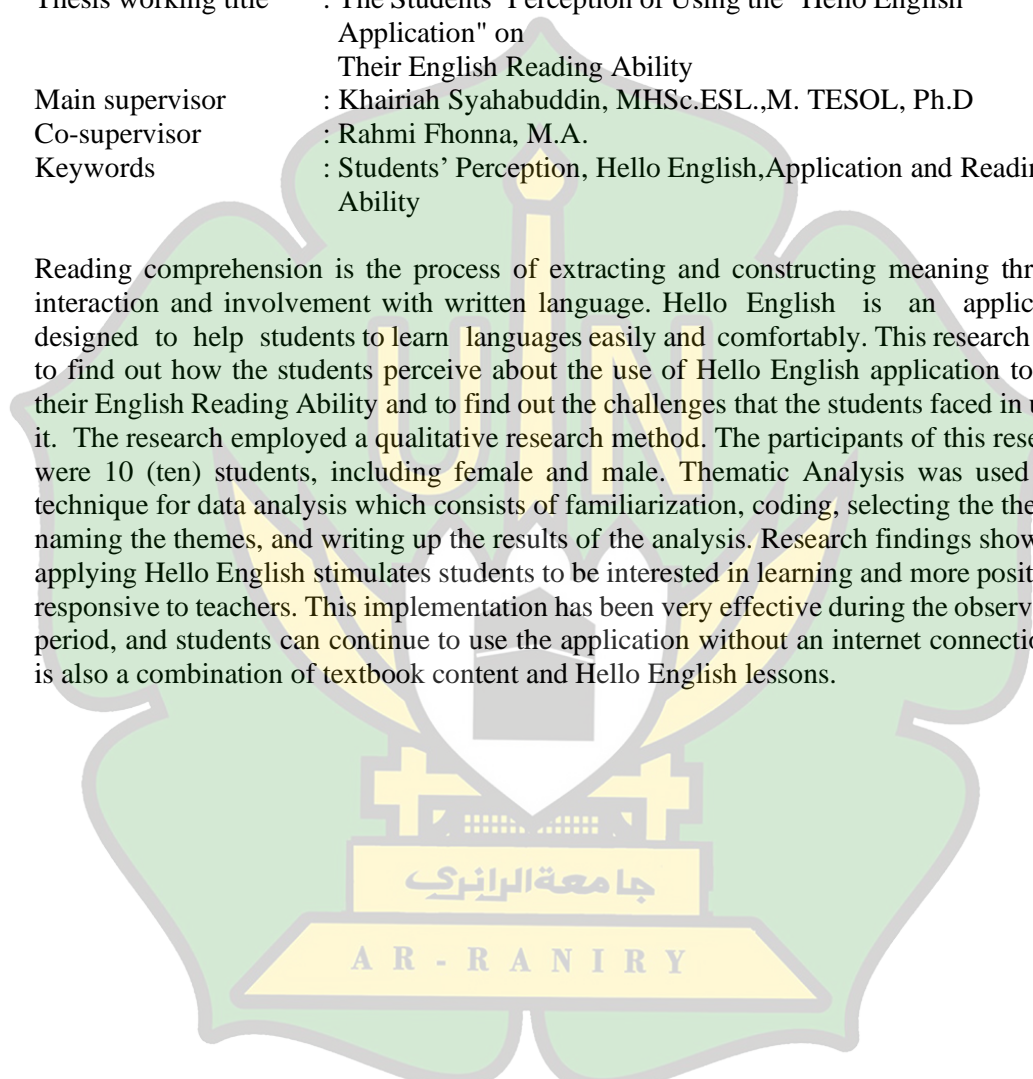 Thesis working title : The Students' Perception of Using the "Hello English
Application" on
Their English Reading Ability
Main supervisor : Khairiah Syahabuddin, MHSc.ESL.,M. TESOL, Ph.D
Co-supervisor : Rahmi Fhonna, M.A.
Keywords : Students' Perception, Hello English,Application and Readin
Ability
Reading comprehension is the process of extracting and constructing meaning thr
interaction and involvement with written language. Hello English is an applic
designed to help students to learn languages easily and comfortably. This research
to find out how the students perceive about the use of Hello English application to
their English Reading Ability and to find out the challenges that the students faced in u
it. The research employed a qualitative research method. The participants of this rese
were 10 (ten) students, including female and male. Thematic Analysis was used
technique for data analysis which consists of familiarization, coding, selecting the the
naming the themes, and writing up the results of the analysis. Research findings show
applying Hello English stimulates students to be interested in learning and more posit
responsive to teachers. This implementation has been very effective during the observ
period, and students can continue to use the application without an internet connecti
is also a combination of textbook content and Hello English lessons.
UIN
جامعةالرانري
AR-RANIRY